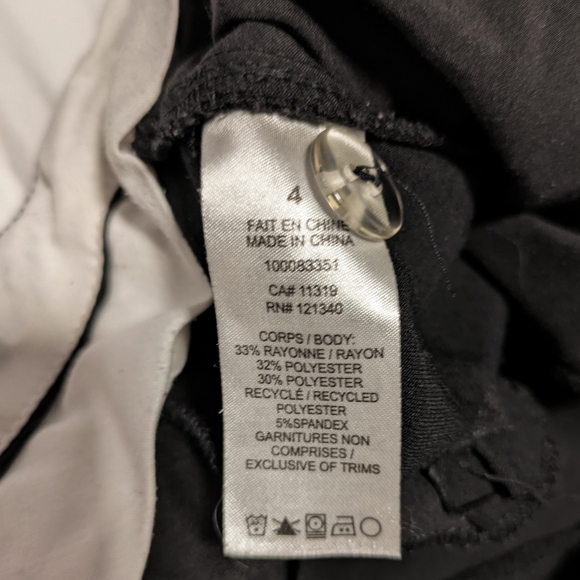 4
FAIT EN CHINE
MADE IN CHINA
100083351
CA# 11319
RN# 121340
CORPS / BODY:
33% RAYONNE / RAYON
32% POLYESTER
30% POLYESTER
RECYCLÉ / RECYCLED
POLYESTER
5%SPANDEX
GARNITURES NON
COMPRISES /
EXCLUSIVE OF TRIMS